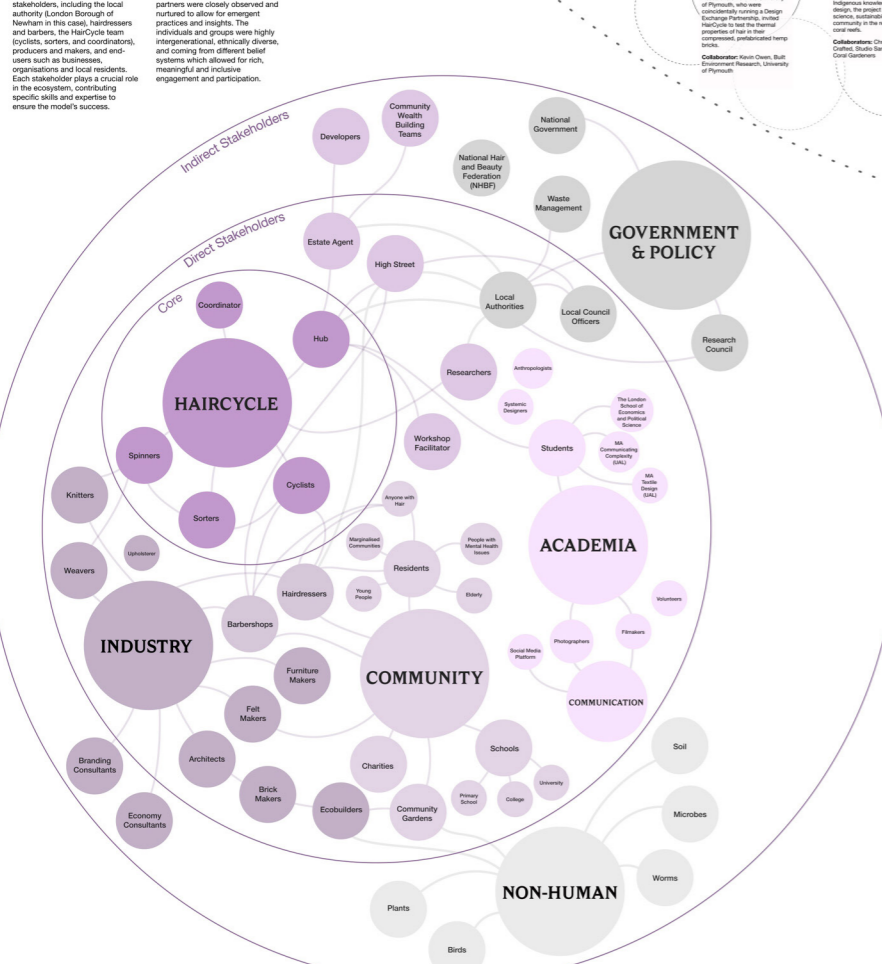 stakeholders, including the local
authority (London Borough of
Newham in this case), hairdressers
and barbers, the HairCycle team
(cyclists, sorters, and coordinators),
producers and makers, and end-
users such as businesses,
organisations and local residents.
Each stakeholder plays a crucial role
in the ecosystem, contributing
specific skills and expertise to
ensure the model's success.
partners were closely observed and
nurtured to allow for emergent
practices and insights. The
individuals and groups were highly
intergenerational, ethnically diverse,
and coming from different belief
systems which allowed for rich,
meaningful and inclusive
engagement and participation.
of Plymouth, who were
coincidentally running a Design
Exchange Partnership, invited
HairCycle to test the thermal
properties of hair in their
compressed, prefabricated hemp
bricks.
Collaborator: Kevin Owen, Built
Environment Research, University
of Plymouth
design, the project
science,
community in the
coral reefs.
Collaborators:
Crafted, Studio
Coral Gardeners
Indirect Stakeholders
Direct Stakeholders
Core
Developers
Community
Wealth
Building
Teams
National
Government
National Hair
and Beauty
Federation
(NHBF)
Waste
Management
GOVERNMENT
& POLICY
Estate Agent
High Street
Local
Authorities
Local Council
Officers
Research
Council
Coordinator
Hub
HAIRCYCLE
Researchers
Anthropologists
Systemic
Designers
The London
School of
Economics
and Political
Science
Workshop
Facilitator
Students
MA
Communicating
Complexity
(UAL)
MA
Textile
Design
(UAL)
Spinners
Cyclists
Sorters
Knitters
Weavers
Upholsterer
Anyone with
Hair
Marginalised
Communities
People with
Mental Health
Issues
Residents
Young
People
Elderly
ACADEMIA
Hairdressers
Barbershops
INDUSTRY
COMMUNITY
Volunteers
Filmakers
Photographers
Social Media
Platform
COMMUNICATION
Furniture
Makers
Felt
Makers
Architects
Brick
Makers
Ecobuilders
Branding
Consultants
Economy
Consultants
Charities
Community
Gardens
Schools
Primary
School
College
University
Soil
Microbes
Worms
NON-HUMAN
Plants
Birds